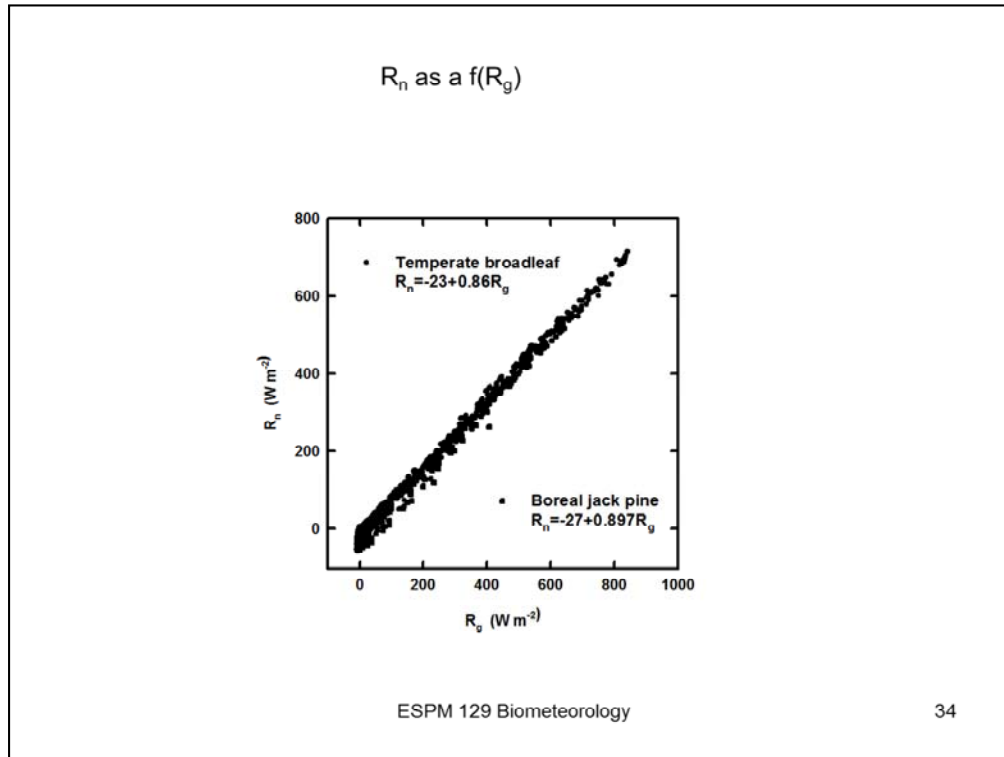 Rn as a f(Rg)
800
Temperate broadleaf
Rn=-23+0.86Rg
600
400
Rn (W m-2)
200
Boreal jack pine
Rn=-27+0.897Rg
0
0 200 400 600 800 1000
Rg (W m-2)
ESPM 129 Biometeorology 34